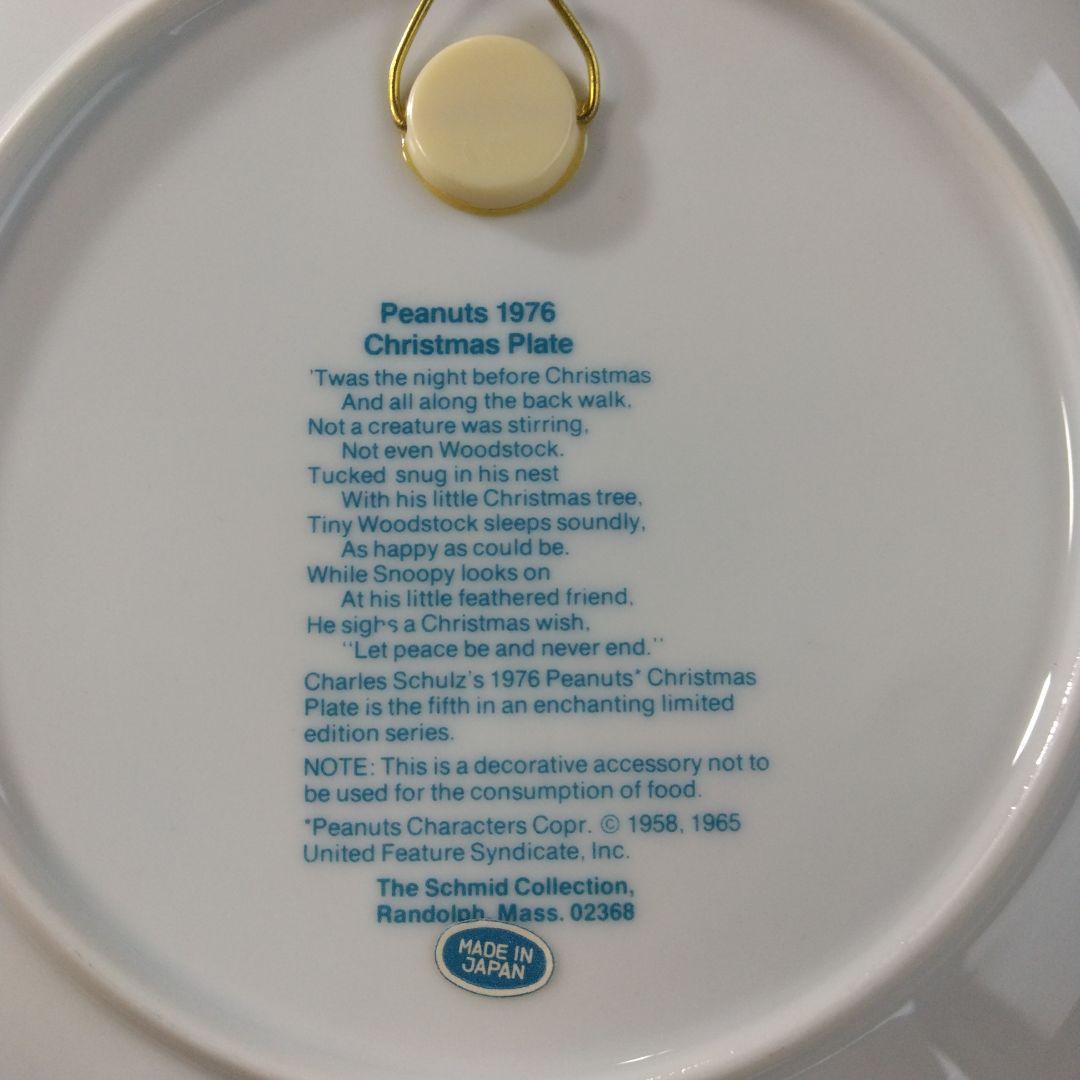 Peanuts 1976
Christmas Plate
'Twas the night before Christmas
And all along the back walk,
Not a creature was stirring,
Not even Woodstock.
Tucked snug in his nest
With his little Christmas tree,
Tiny Woodstock sleeps soundly,
As happy as could be.
While Snoopy looks on
At his little feathered friend,
He sighs a Christmas wish,
"Let peace be and never end."
Charles Schulz's 1976 Peanuts* Christmas
Plate is the fifth in an enchanting limited
edition series.
NOTE: This is a decorative accessory not to
be used for the consumption of food.
*Peanuts Characters Copr. © 1958, 1965
United Feature Syndicate, Inc.
The Schmid Collection,
Randolph, Mass. 02368
MADE IN
JAPAN